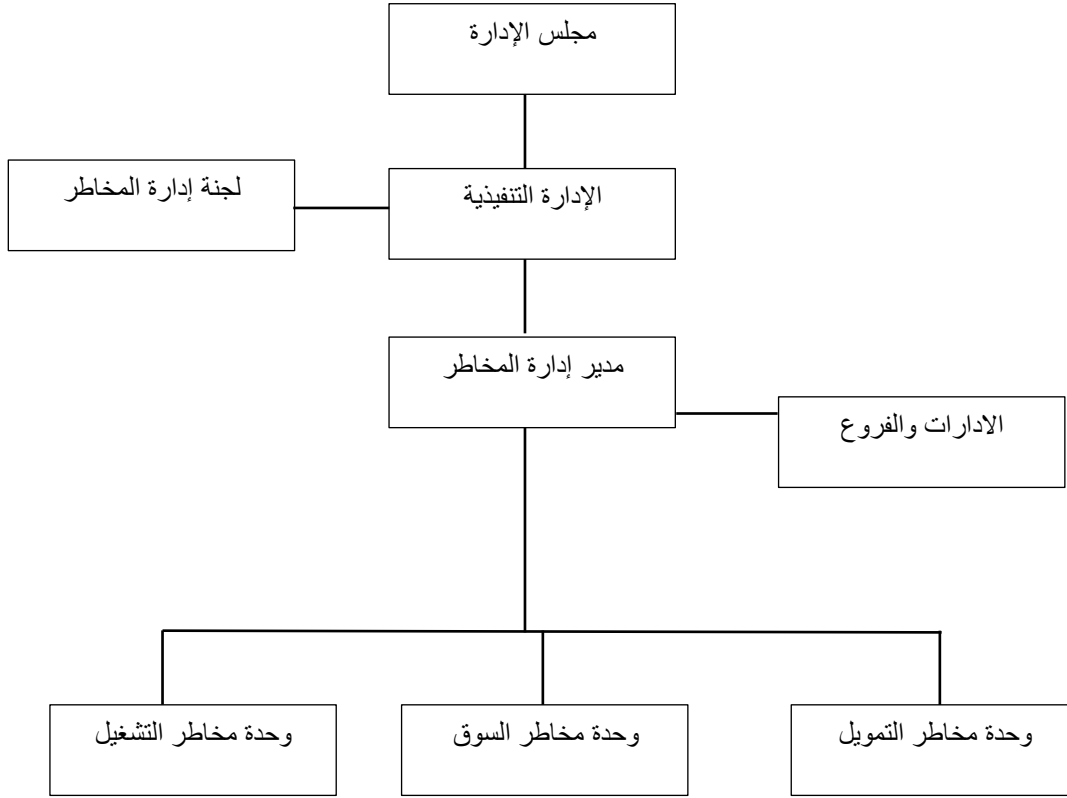 مجلس الإدارة
الإدارة التنفيذية
لجنة إدارة المخاطر
مدير إدارة المخاطر
الادارات والفروع
وحدة مخاطر التمويل
وحدة مخاطر السوق
وحدة مخاطر التشغيل